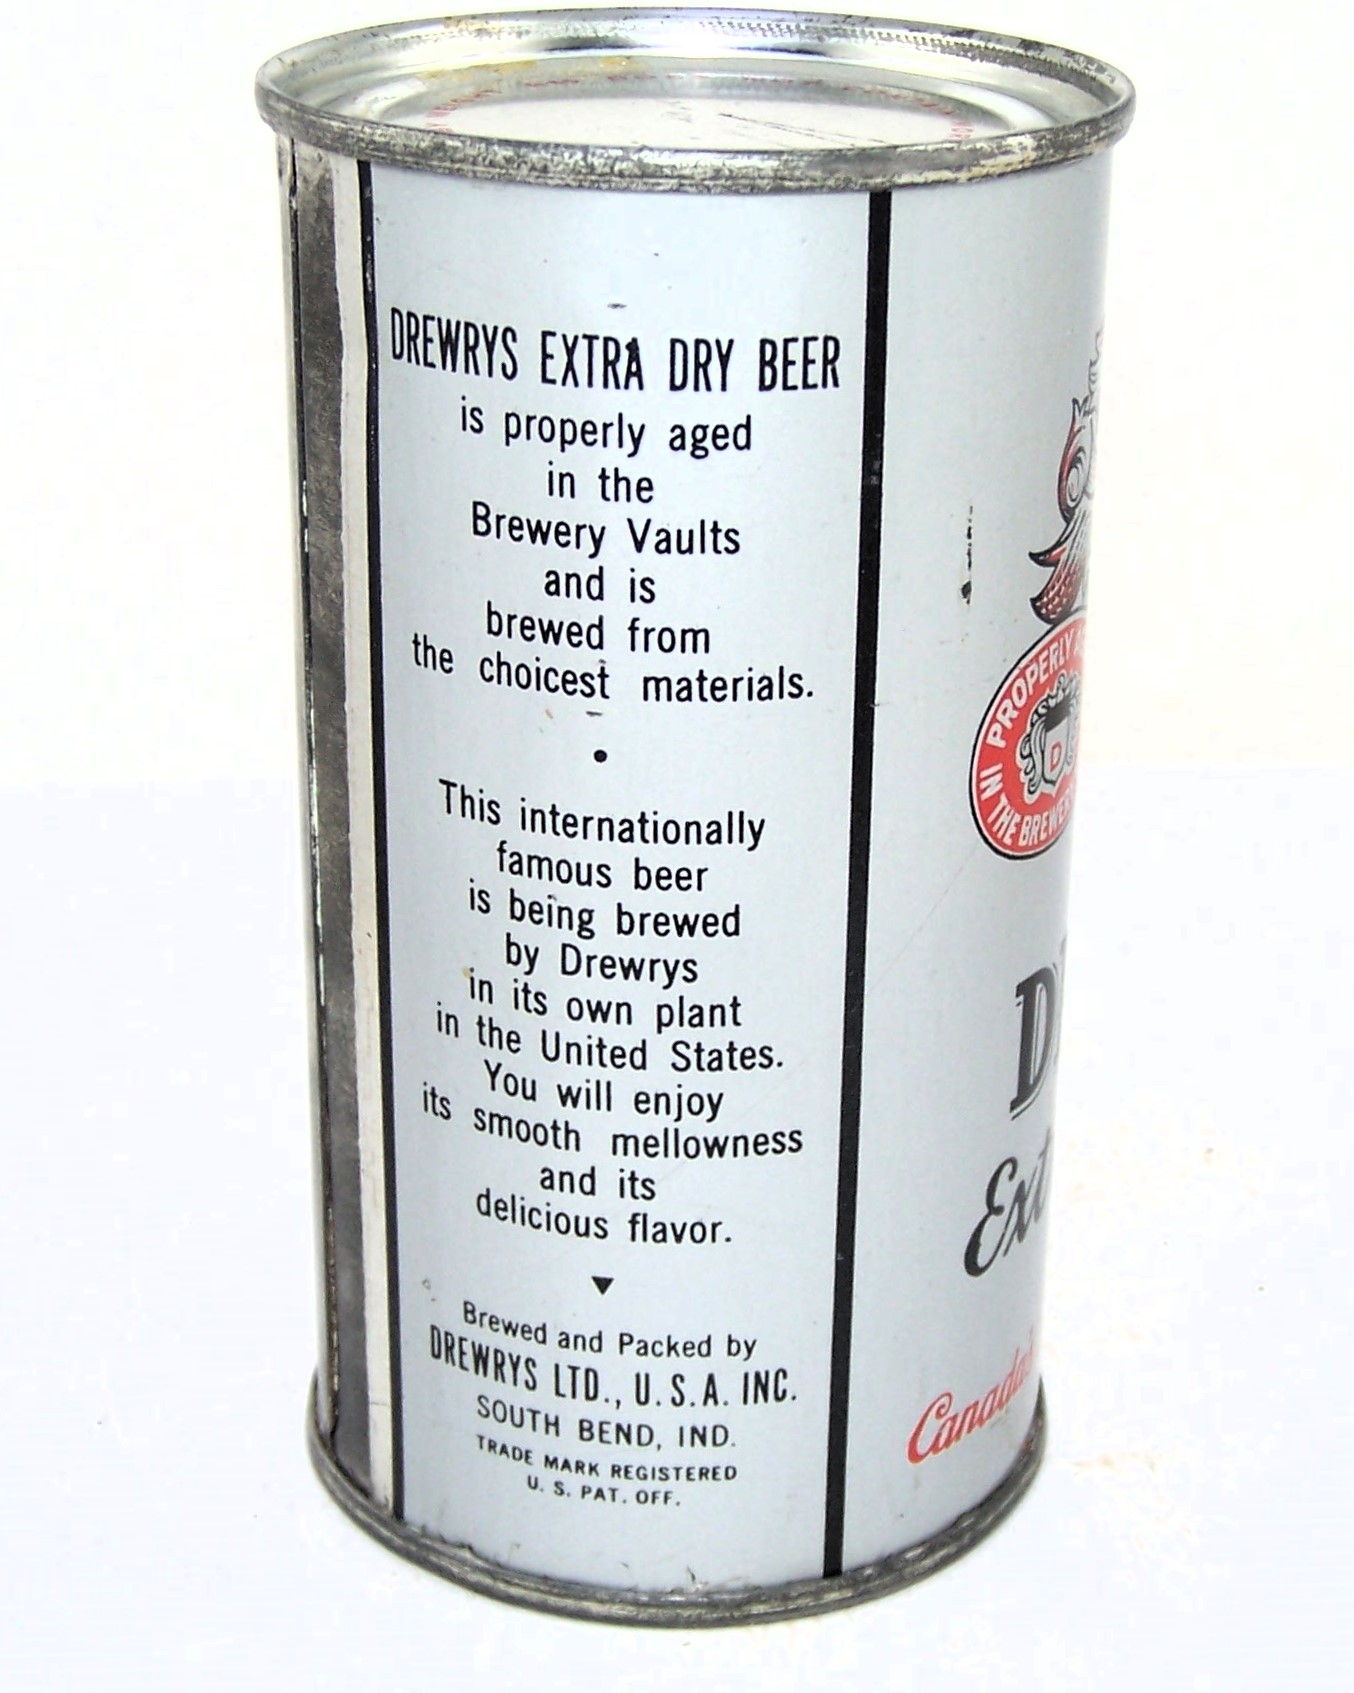 DREWRYS EXTRA DRY BEER
is properly aged
in the
Brewery Vaults
and is
brewed from
the choicest materials.
•
This internationally
famous beer
is being brewed
by Drewrys
in its own plant
in the United States.
You will enjoy
its smooth mellowness
and its
delicious flavor.
Brewed and Packed by
DREWRYS LTD., U.S.A. INC.
SOUTH BEND, IND.
TRADE MARK REGISTERED
U. S. PAT. OFF.
PROPERLY
IN THE BREWE
D
D
Ext
Canada's